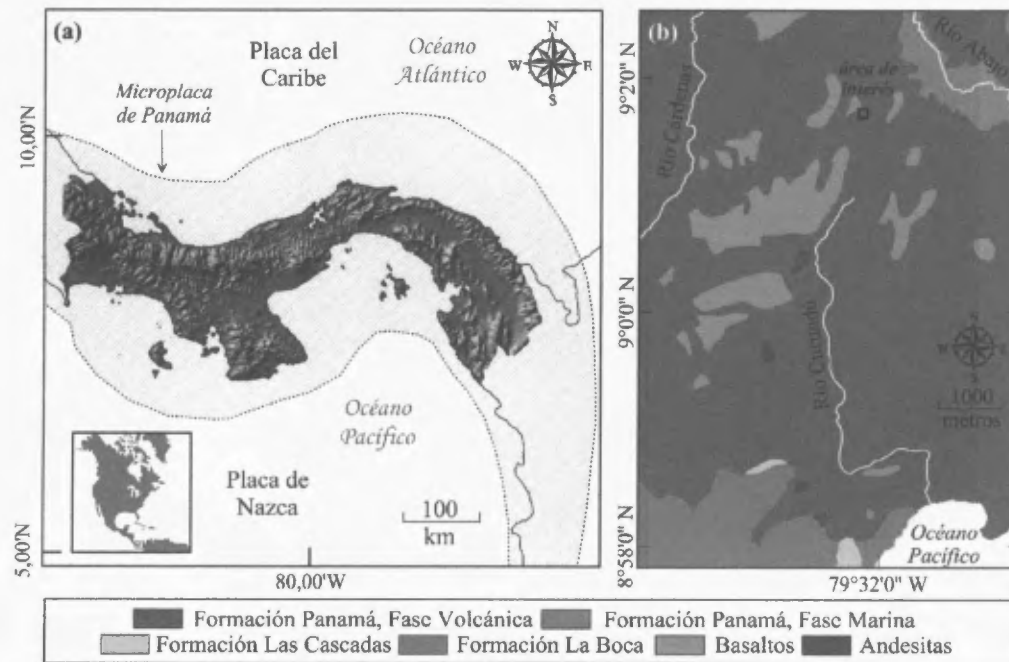 (a)
Placa del
Caribe
Océano
Atlántico
N
W
E
S
Microplaca
de Panamá
10,00'N
Océano
Pacífico
Placa de
Nazca
100
km
5,00'N
80,00'W
(b)
Río Abajo
área de
interés
Río Cárdenas
9°2'0" N
9°0'0" N
Río Curundu
1000
metros
8°58'0" N
Océano
Pacífico
79°32'0" W
Formación Panamá, Fase Volcánica
Formación Panamá, Fase Marina
Formación Las Cascadas
Formación La Boca
Basaltos
Andesitas